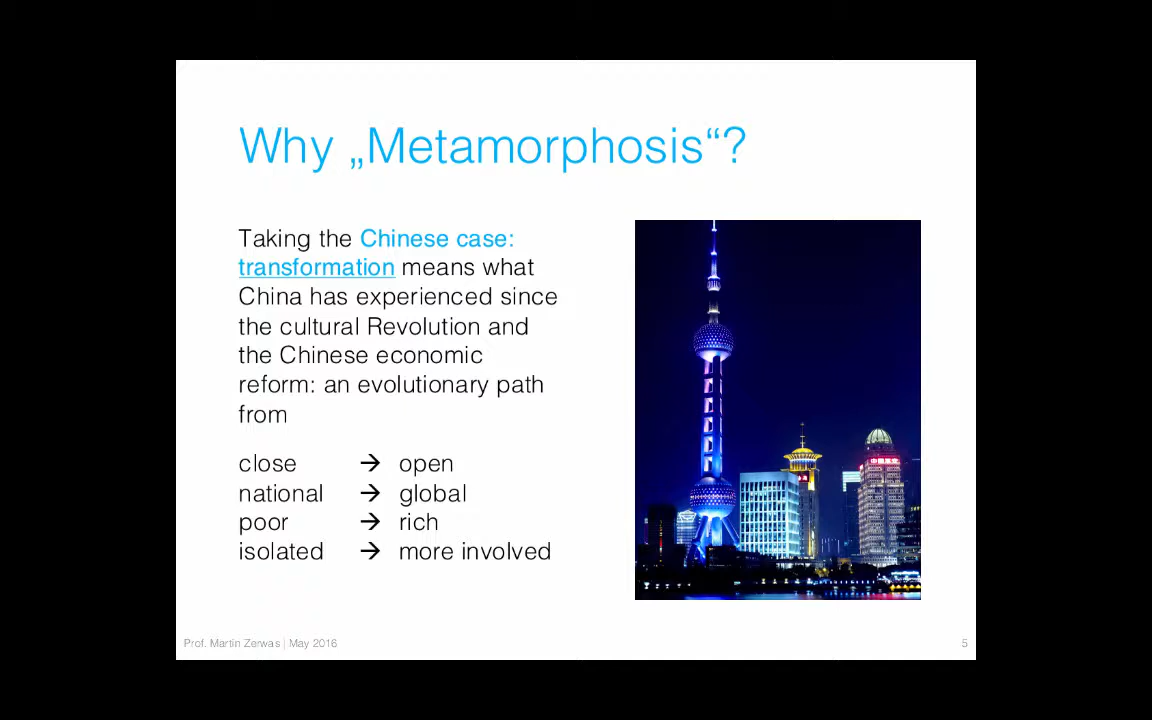 Why „Metamorphosis“?
Taking the Chinese case:
transformation means what
China has experienced since
the cultural Revolution and
the Chinese economic
reform: an evolutionary path
from
close → open
national → global
poor → rich
isolated → more involved
Prof. Martin Zerwas | May 2016
5